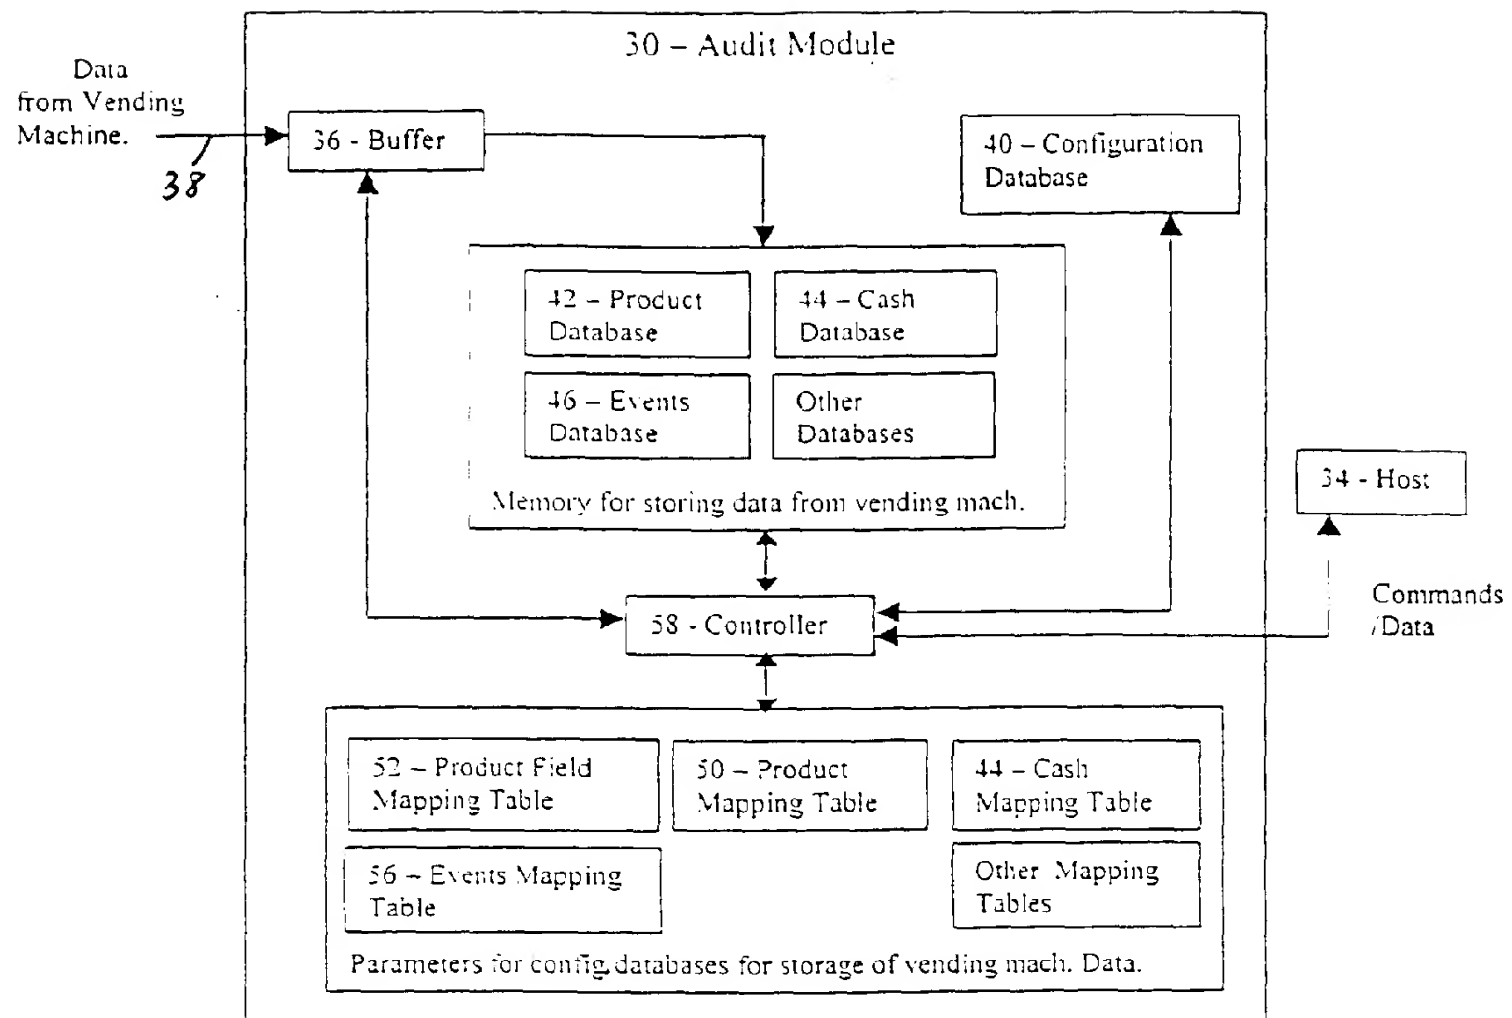 30 – Audit Module
Data
from Vending
Machine.
38
36 - Buffer
40 – Configuration
Database
42 – Product
Database
44 – Cash
Database
46 – Events
Database
Other
Databases
Memory for storing data from vending mach.
34 - Host
Commands
/Data
58 - Controller
52 – Product Field
Mapping Table
50 – Product
Mapping Table
44 – Cash
Mapping Table
56 – Events Mapping
Table
Other Mapping
Tables
Parameters for config. databases for storage of vending mach. Data.